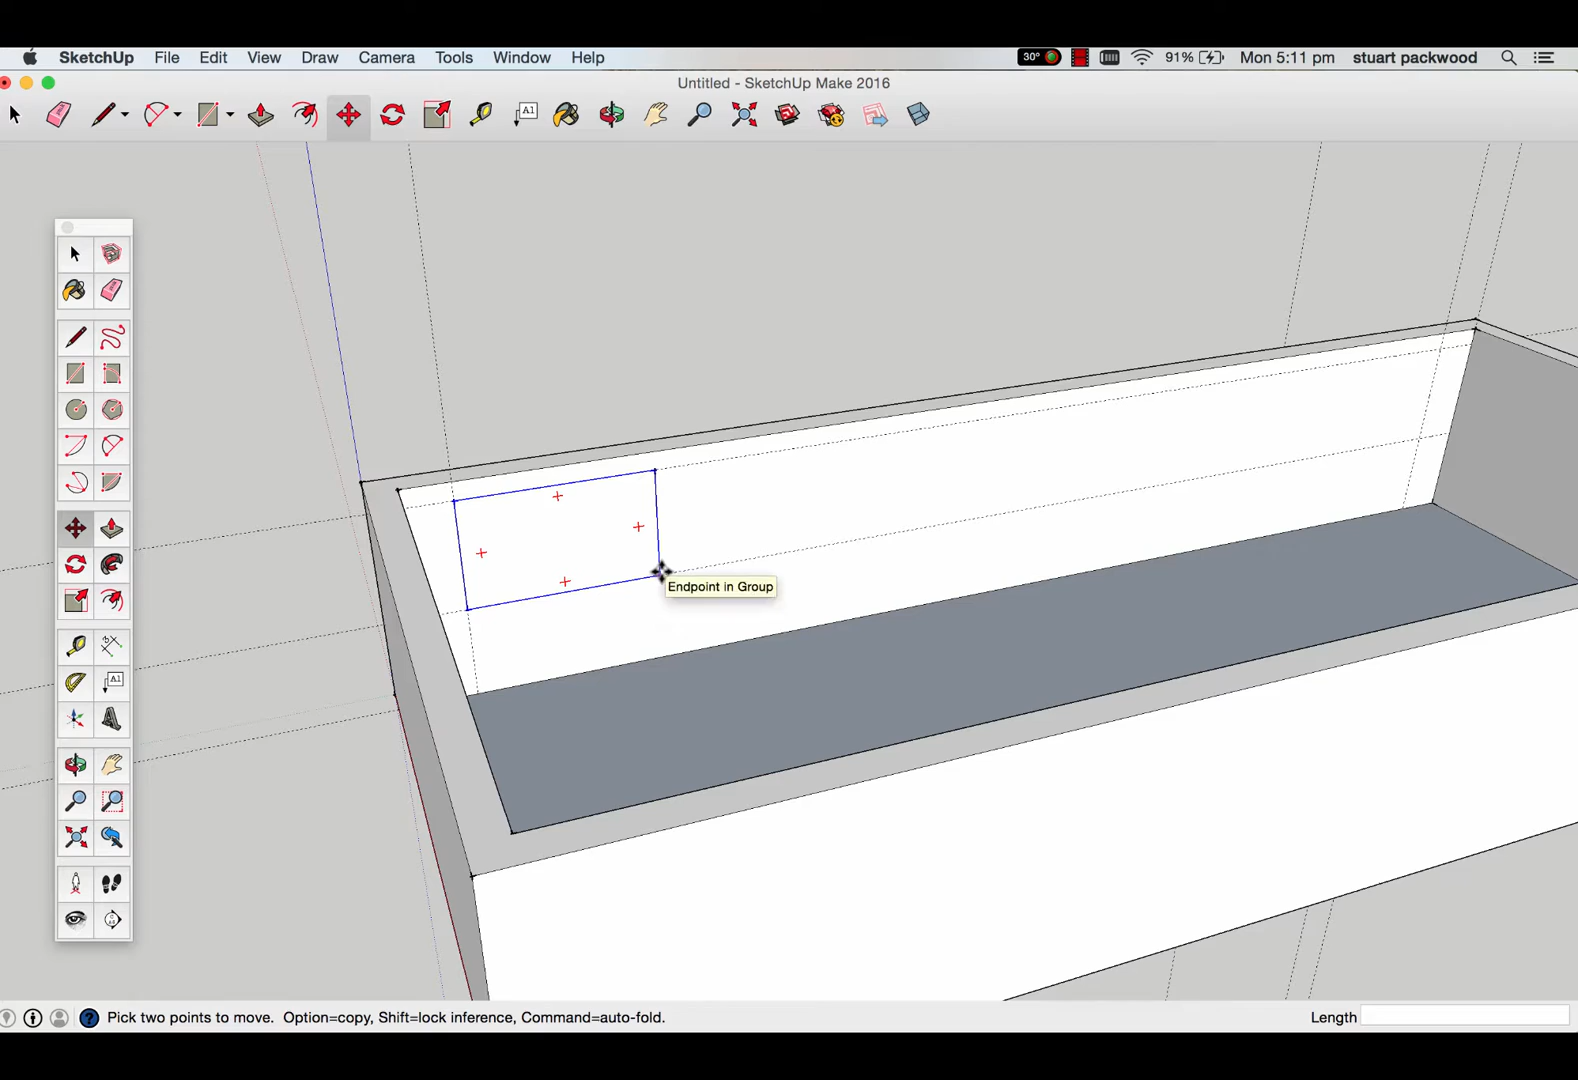 SketchUp File Edit View Draw Camera Tools Window Help 30° 91% Mon 5:11 pm stuart packwood
Untitled - SketchUp Make 2016
A1
A1
Endpoint in Group
Pick two points to move. Option=copy, Shift=lock inference, Command=auto-fold. Length